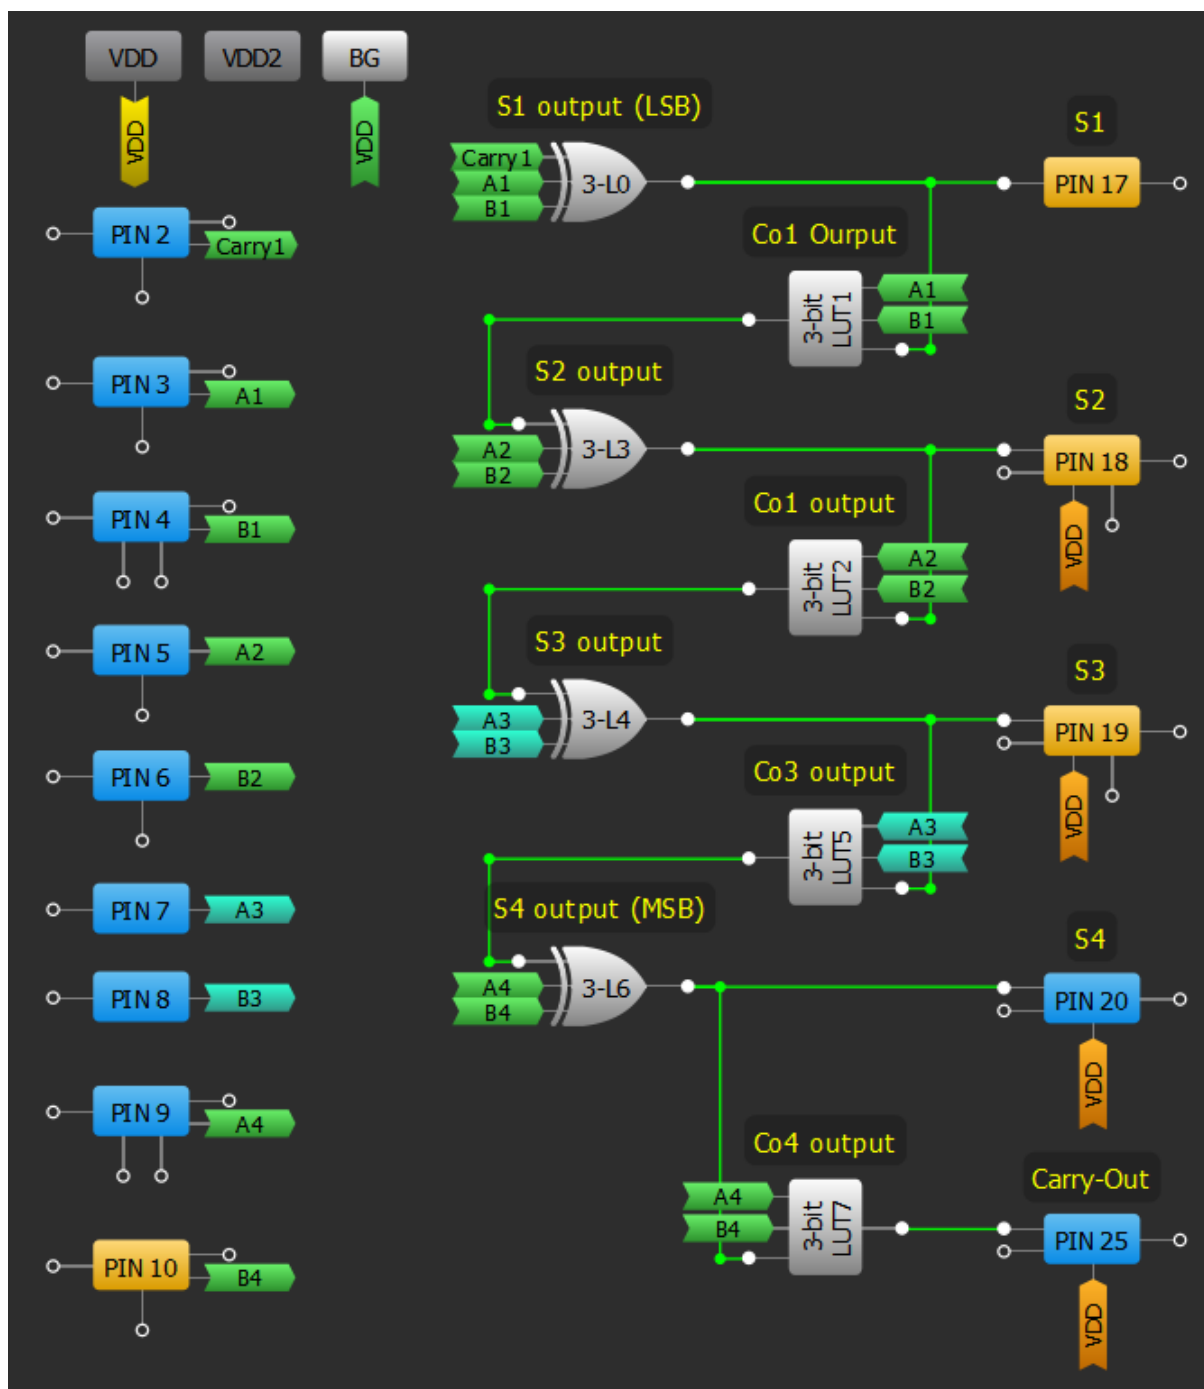 VDD
VDD2
BG
VDD
VDD
PIN 2
Carry1
PIN 3
A1
PIN 4
B1
PIN 5
A2
PIN 6
B2
PIN 7
A3
PIN 8
B3
PIN 9
A4
PIN 10
B4
S1 output (LSB)
Carry1
A1
B1
3-L0
S1
PIN 17
Co1 Ourput
3-bit
LUT1
A1
B1
S2 output
A2
B2
3-L3
S2
PIN 18
VDD
Co1 output
3-bit
LUT2
A2
B2
S3 output
A3
B3
3-L4
S3
PIN 19
VDD
Co3 output
3-bit
LUT5
A3
B3
S4 output (MSB)
A4
B4
3-L6
S4
PIN 20
VDD
Co4 output
A4
B4
3-bit
LUT7
Carry-Out
PIN 25
VDD